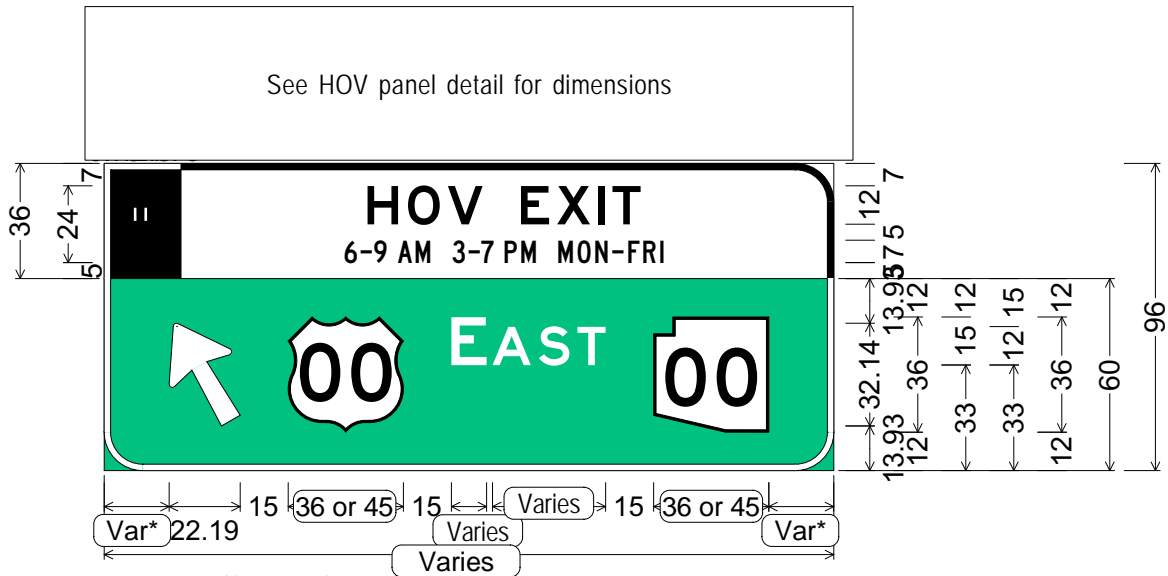 See HOV panel detail for dimensions
HOV EXIT
6-9 AM 3-7 PM MON-FRI
EAST
00
00
36
7
24
5
7
12
5
7
5
13.93
32.14
13.93
12
36
12
12
15
33
15
12
33
12
36
12
60
96
15
36 or 45
15
Varies
15
36 or 45
Var*
22.19
Varies
Var*
Varies